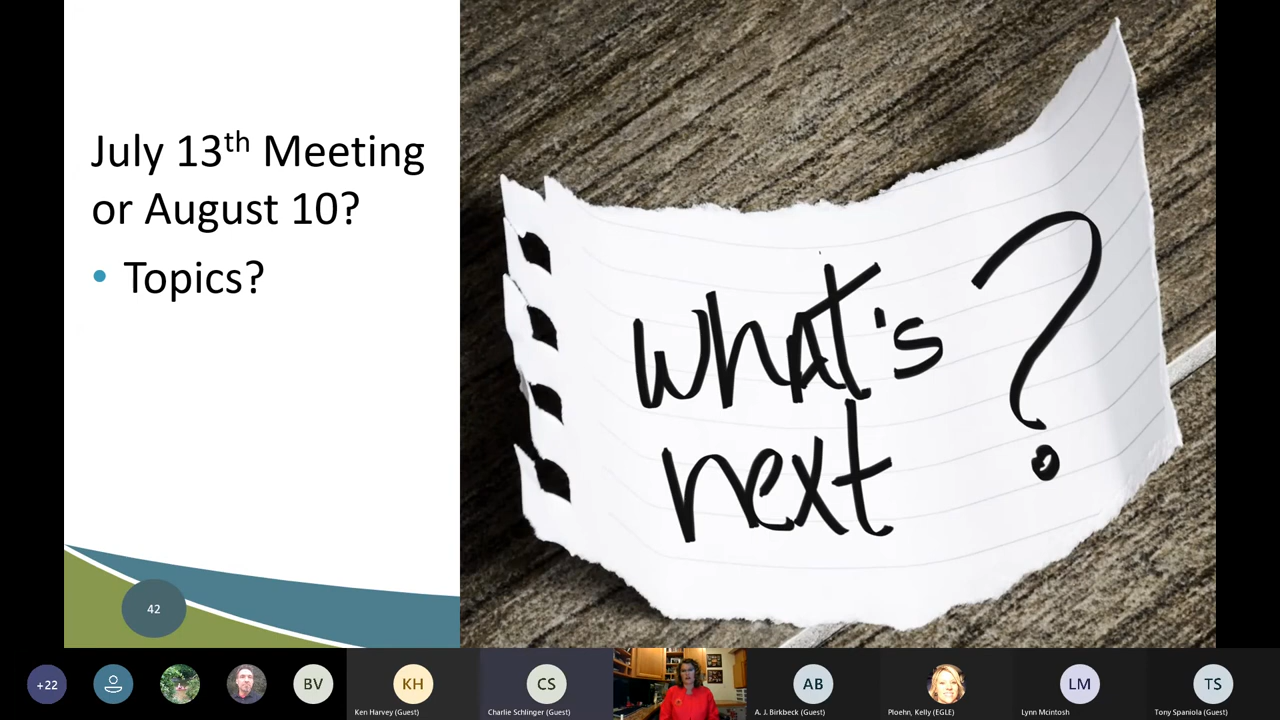 July 13th Meeting
or August 10?
• Topics?
what's
next ?
42
+22
BV
KH
Ken Harvey (Guest)
CS
Charlie Schlinger (Guest)
AB
A. J. Birkbeck (Guest)
Ploehn, Kelly (EGLE)
LM
Lynn Mcintosh
TS
Tony Spaniola (Guest)